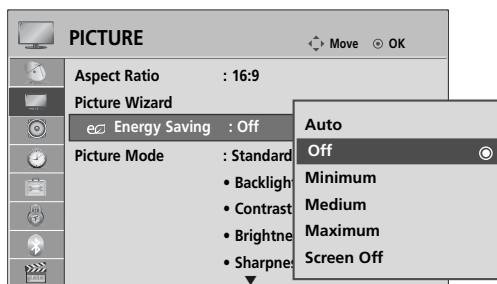 PICTURE
Move OK
Aspect Ratio : 16:9
Picture Wizard
Energy Saving : Off
Picture Mode : Standard
• Backligh
• Contrast
• Brightne
• Sharpnes
Auto
Off
Minimum
Medium
Maximum
Screen Off